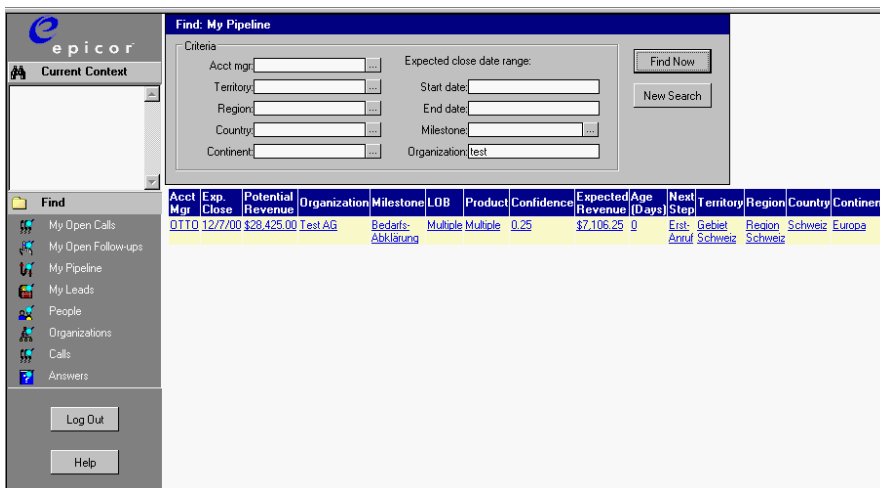 epicor
Current Context
Find
My Open Calls
My Open Follow-ups
My Pipeline
My Leads
People
Organizations
Calls
Answers
Log Out
Help
Find: My Pipeline
Criteria
Acct mgr: ...
Territory: ...
Region: ...
Country: ...
Continent: ...
Expected close date range:
Start date:
End date:
Milestone: ...
Organization: test
Find Now
New Search
Acct Mgr Exp. Close Potential Revenue Organization Milestone LOB Product Confidence Expected Revenue Age (Days) Next Step Territory Region Country Continen
OTTO 12/7/00 $28,425.00 Test AG Bedarfs-Abklärung Multiple Multiple 0.25 $7,106.25 0 Erst-Anruf Gebiet Schweiz Region Schweiz Schweiz Europa